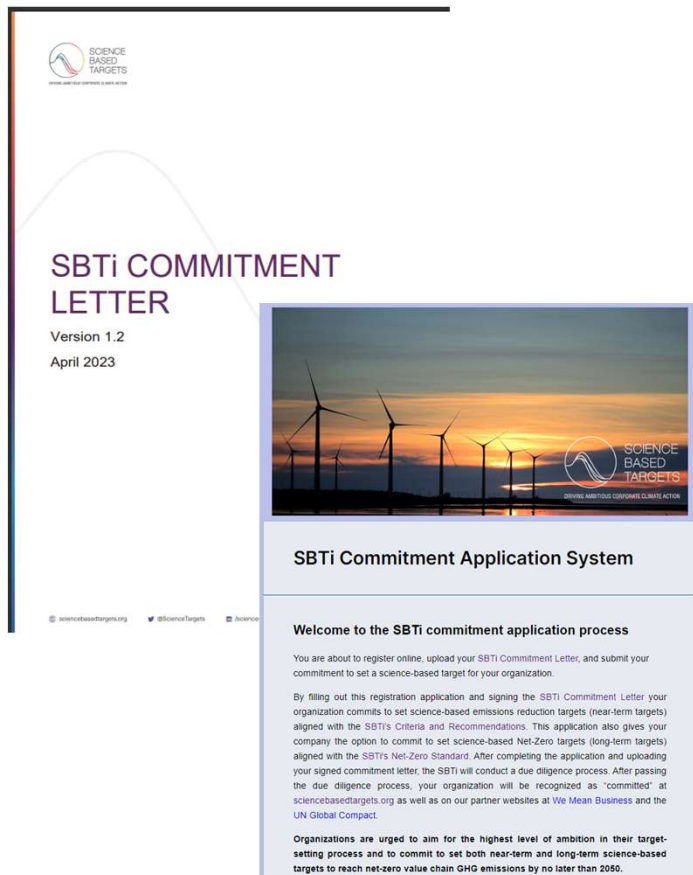 SCIENCE
BASED
TARGETS
DRIVING AMBITIOUS CORPORATE CLIMATE ACTION
SBTi COMMITMENT
LETTER
Version 1.2
April 2023
sciencebasedtargets.org @ScienceTargets /science
SCIENCE
BASED
TARGETS
DRIVING AMBITIOUS CORPORATE CLIMATE ACTION
SBTi Commitment Application System
Welcome to the SBTi commitment application process
You are about to register online, upload your SBTi Commitment Letter, and submit your
commitment to set a science-based target for your organization.
By filling out this registration application and signing the SBTi Commitment Letter your
organization commits to set science-based emissions reduction targets (near-term targets)
aligned with the SBTi's Criteria and Recommendations. This application also gives your
company the option to commit to set science-based Net-Zero targets (long-term targets)
aligned with the SBTi's Net-Zero Standard. After completing the application and uploading
your signed commitment letter, the SBTi will conduct a due diligence process. After passing
the due diligence process, your organization will be recognized as "committed" at
sciencebasedtargets.org as well as on our partner websites at We Mean Business and the
UN Global Compact.
Organizations are urged to aim for the highest level of ambition in their target-
setting process and to commit to set both near-term and long-term science-based
targets to reach net-zero value chain GHG emissions by no later than 2050.